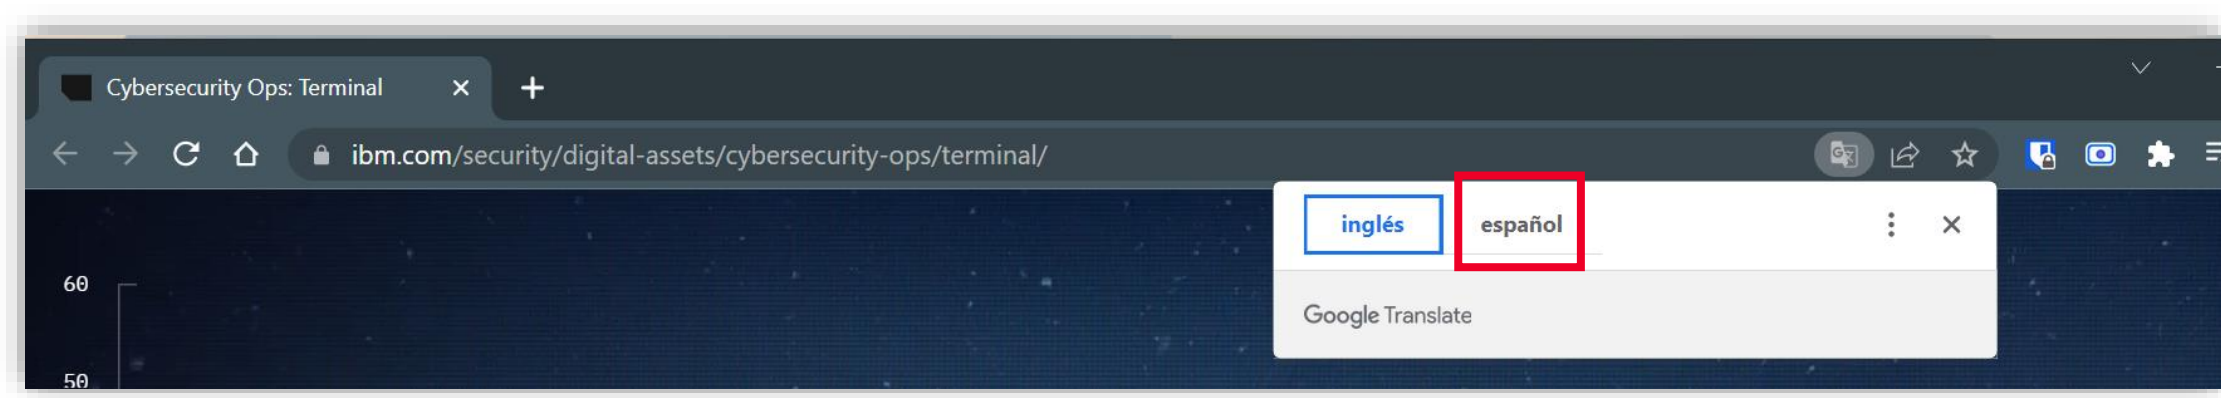 Cybersecurity Ops: Terminal
ibm.com/security/digital-assets/cybersecurity-ops/terminal/
inglés español
Google Translate
60
50